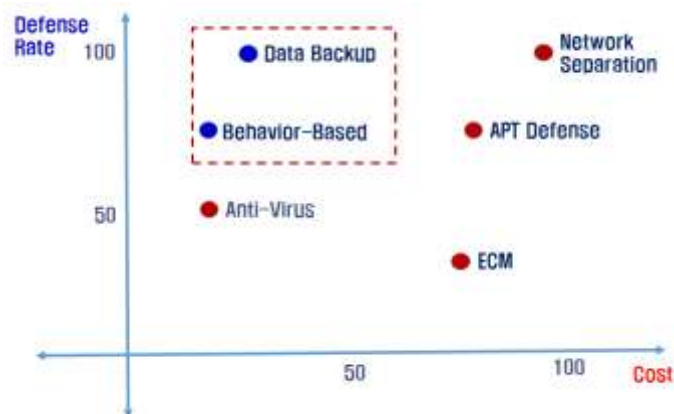 Defense
Rate
100
Data Backup
Network
Separation
Behavior-Based
APT Defense
50
Anti-Virus
ECM
50
100
Cost